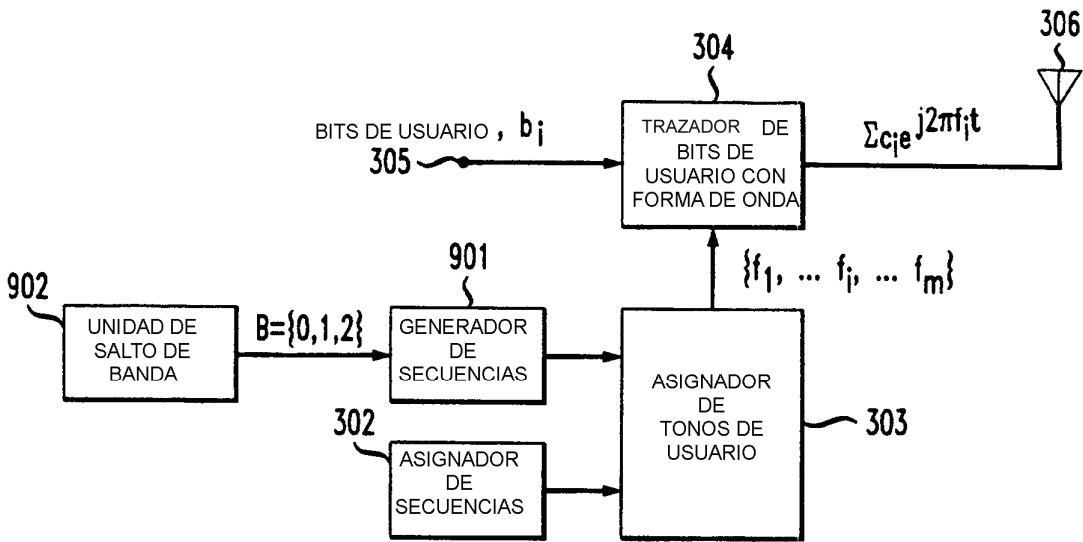 306
304
BITS DE USUARIO , b_i
305
TRAZADOR DE
BITS DE
USUARIO CON
FORMA DE ONDA
Σc_i e^{j2πf_i t}
{f_1, ... f_i, ... f_m}
901
902
UNIDAD DE
SALTO DE
BANDA
B={0,1,2}
GENERADOR
DE
SECUENCIAS
ASIGNADOR
DE
TONOS DE
USUARIO
303
302
ASIGNADOR
DE
SECUENCIAS